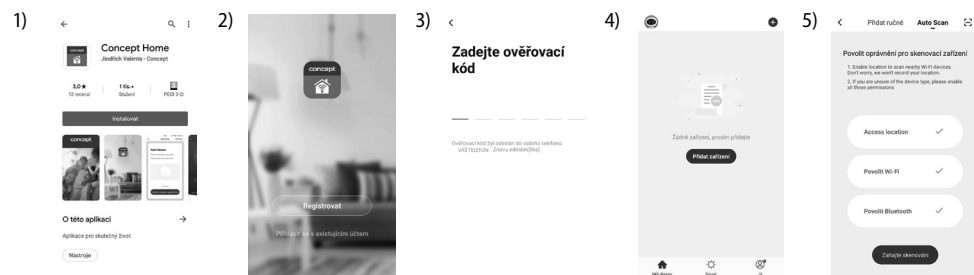 1)
Concept Home
Jindřich Valenta - Concept
3,0★
12 recenzí
1 tis.+
Stažení
PEGI 3
Instalovat
concept
O této aplikaci
Aplikace pro skutečný život
Nástroje
2)
concept
Registrovat
Přihlásit se s existujícím účtem
3)
Zadejte ověřovací
kód
Ověřovací kód byl odeslán do vašeho telefonu:
VÁŠ TELEFON . Znovu odeslat(56s)
4)
Žádné zařízení, prosím přidejte
Přidat zařízení
5)
Přidat ručně Auto Scan
Povolit oprávnění pro skenovací zařízení
1. Enable location to scan nearby Wi-Fi devices.
Don't worry, we won't record your location.
2. If you are unsure of the device type, please enable
all these permissions
Access location
Povolit Wi-Fi
Povolit Bluetooth
Zahajte skenování